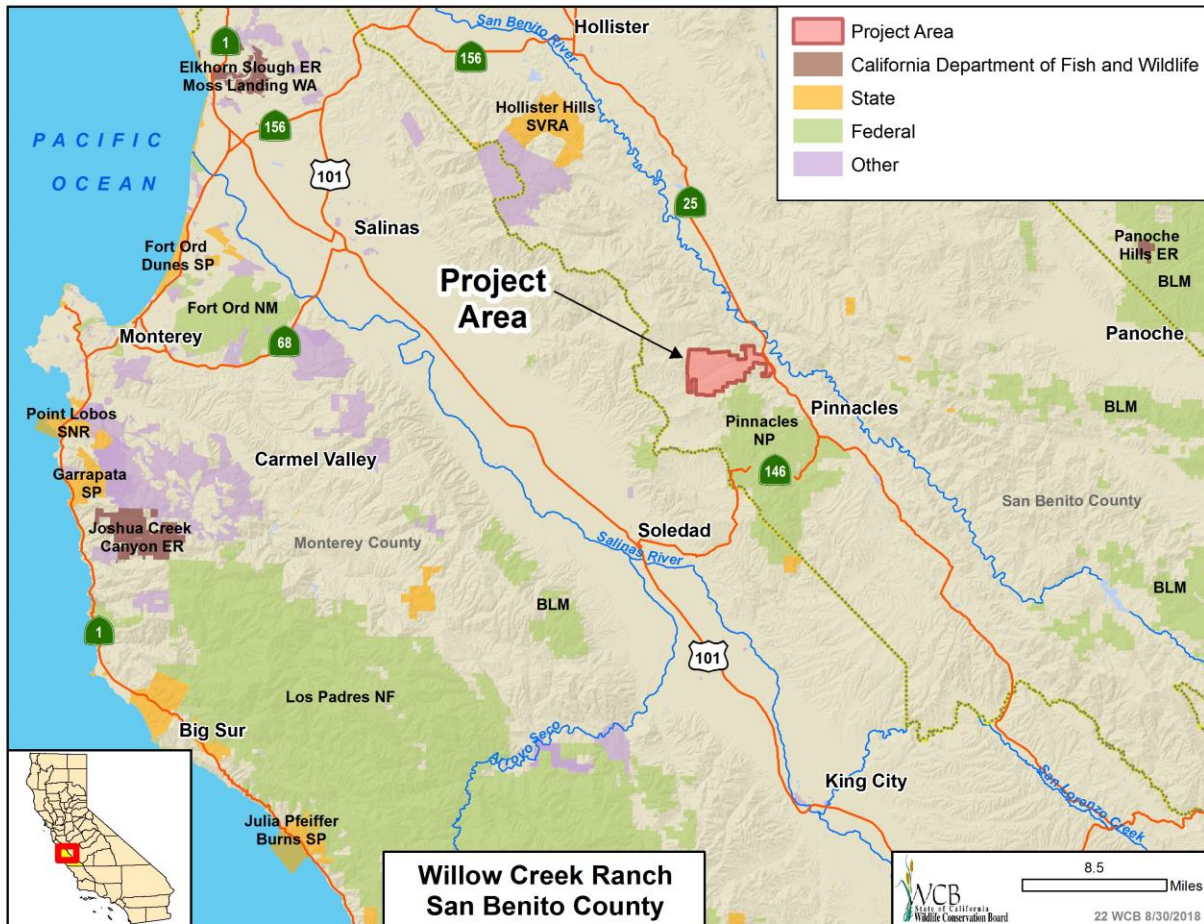 San Benito River
Hollister
1
156
Elkhorn Slough ER
Moss Landing WA
Hollister Hills
SVRA
156
PACIFIC
OCEAN
101
25
Salinas
Project
Area
Fort Ord
Dunes SP
Fort Ord NM
Monterey
68
Panoche
Hills ER
BLM
Panoche
Point Lobos
SNR
Garrapata
SP
Carmel Valley
Pinnacles
NP
Pinnacles
BLM
146
San Benito County
Joshua Creek
Canyon ER
Monterey County
Soledad
Salinas River
BLM
BLM
1
101
Los Padres NF
Big Sur
Arroyo Seco
King City
San Lorenzo Creek
Julia Pfeiffer
Burns SP
Project Area
California Department of Fish and Wildlife
State
Federal
Other
Willow Creek Ranch
San Benito County
WCB
State of California
Wildlife Conservation Board
8.5
Miles
22 WCB 8/30/2018